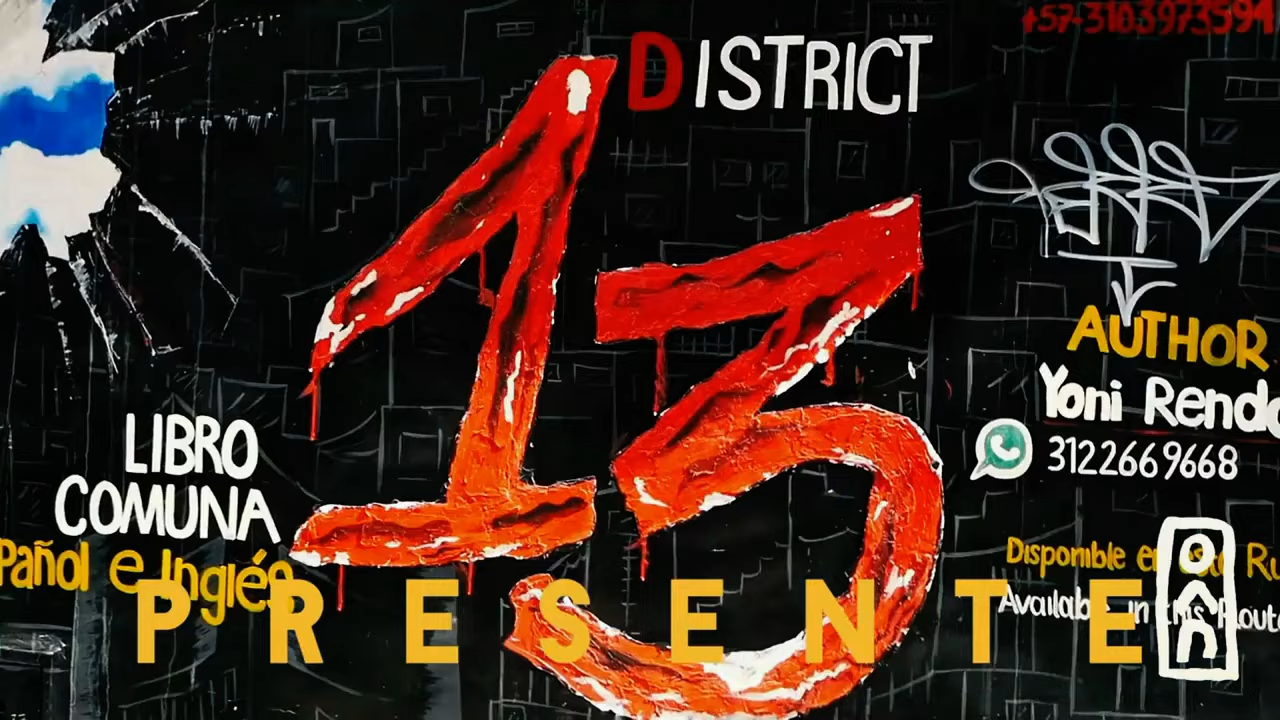 +57-3103973594
DISTRICT
13
AUTHOR
Yoni Rendo
3122669668
LIBRO
COMUNA
Pañol e Inglés
Disponible en
Available in this Route
PRESENTE